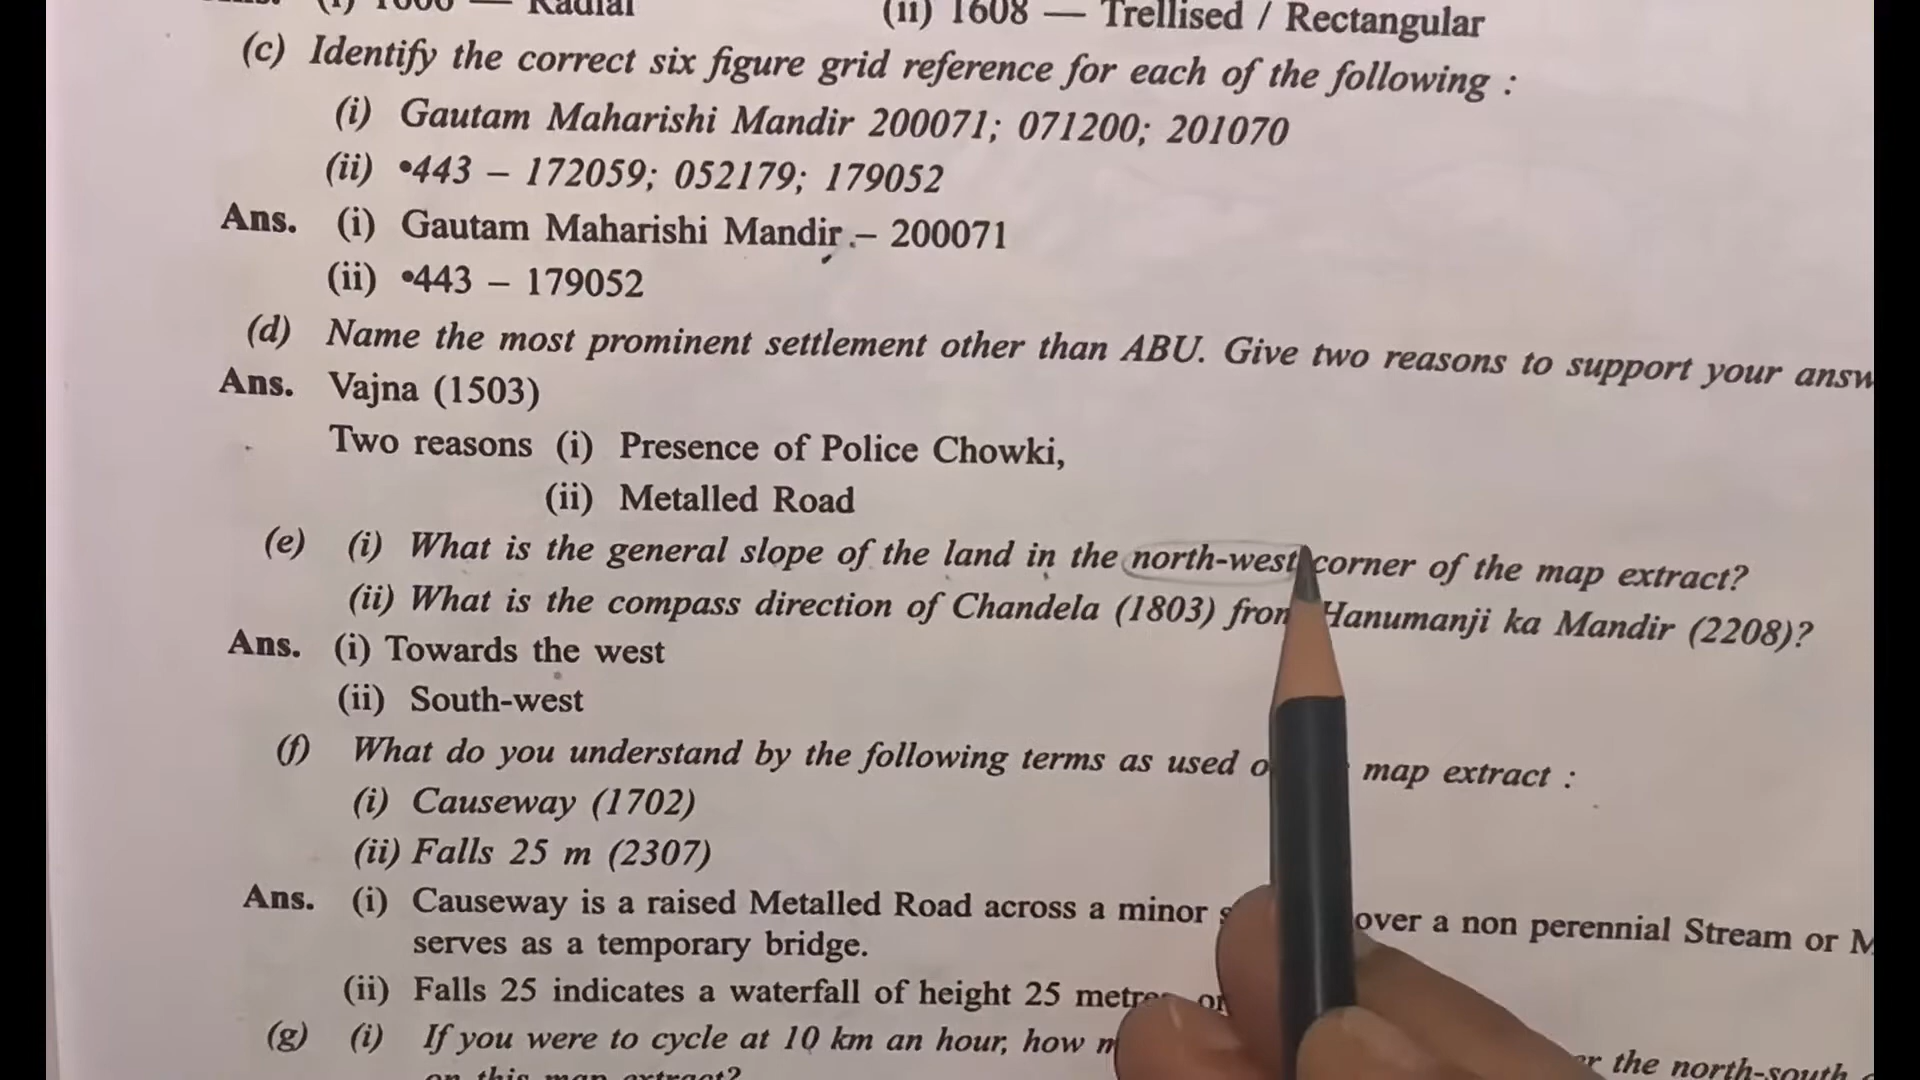 (i) 1606 — Radial (ii) 1608 — Trellised / Rectangular
(c) Identify the correct six figure grid reference for each of the following :
(i) Gautam Maharishi Mandir 200071; 071200; 201070
(ii) •443 – 172059; 052179; 179052
Ans. (i) Gautam Maharishi Mandir – 200071
(ii) •443 – 179052
(d) Name the most prominent settlement other than ABU. Give two reasons to support your answ
Ans. Vajna (1503)
Two reasons (i) Presence of Police Chowki,
(ii) Metalled Road
(e) (i) What is the general slope of the land in the north-west corner of the map extract?
(ii) What is the compass direction of Chandela (1803) from Hanumanji ka Mandir (2208)?
Ans. (i) Towards the west
(ii) South-west
(f) What do you understand by the following terms as used map extract :
(i) Causeway (1702)
(ii) Falls 25 m (2307)
Ans. (i) Causeway is a raised Metalled Road across a minor over a non perennial Stream or
serves as a temporary bridge.
(ii) Falls 25 indicates a waterfall of height 25 metres
(g) (i) If you were to cycle at 10 km an hour, how the north-south
on this map extract?